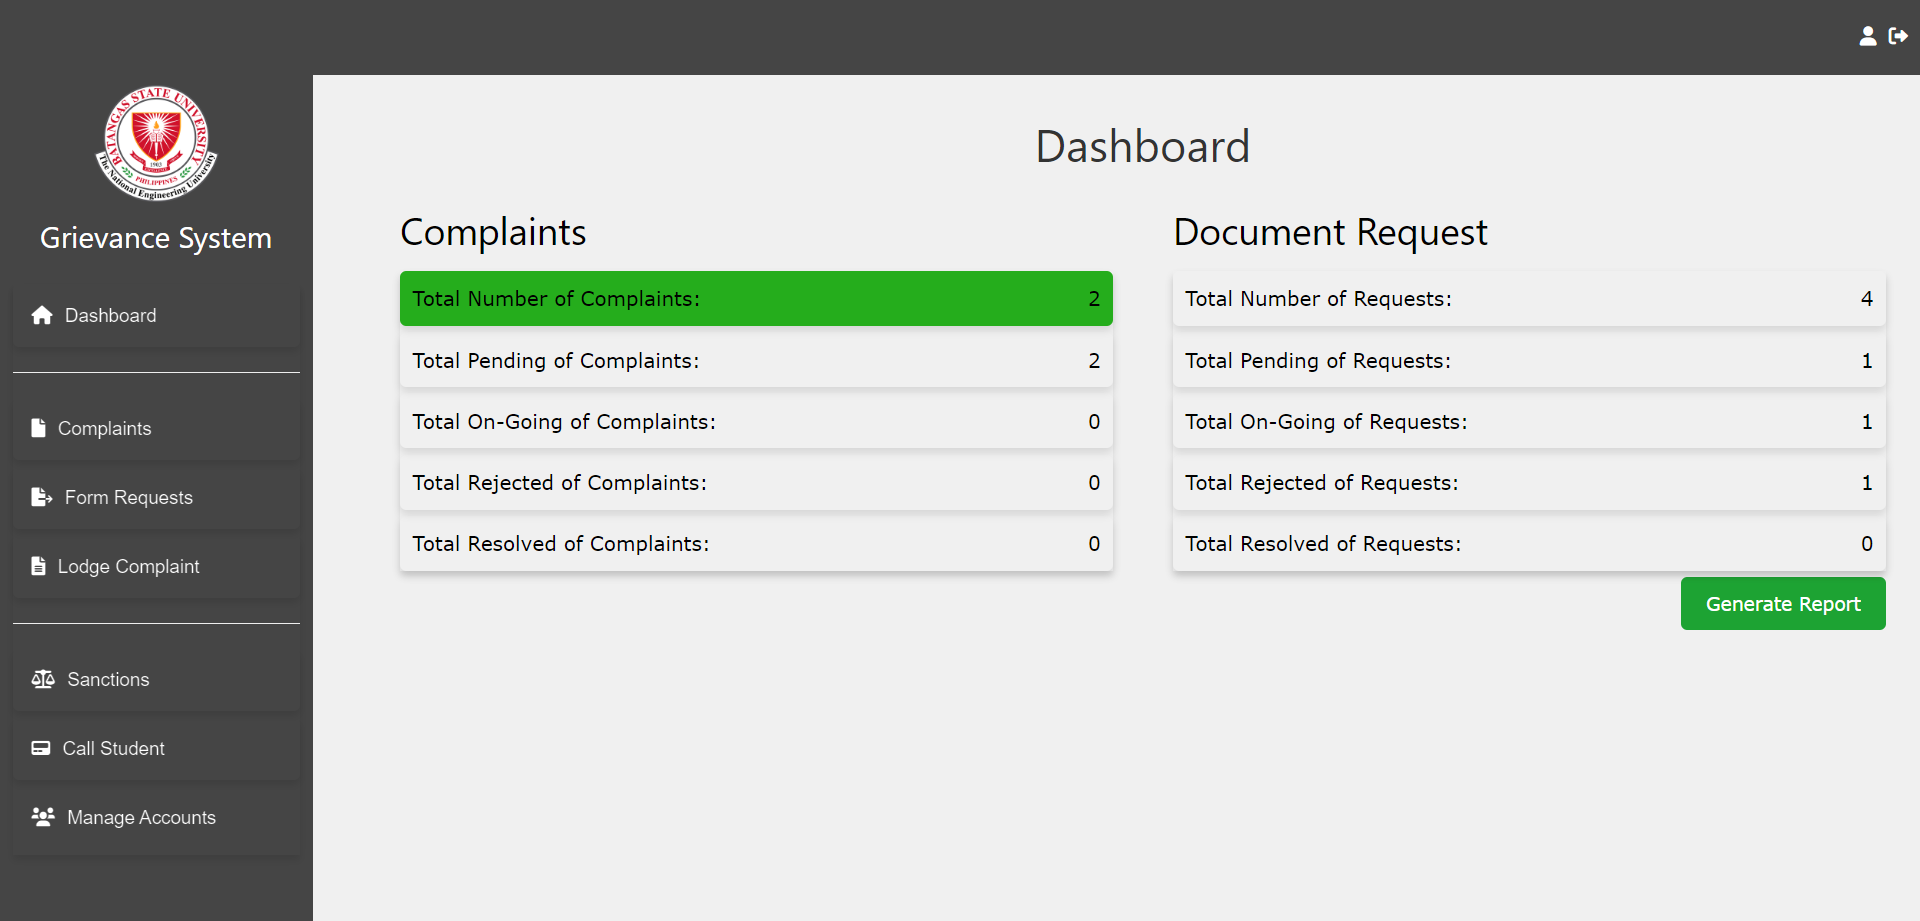 BATANGAS STATE UNIVERSITY
The National Engineering University
1903
PHILIPPINES
Grievance System
Dashboard
Complaints
Form Requests
Lodge Complaint
Sanctions
Call Student
Manage Accounts
Dashboard
Complaints
Total Number of Complaints: 2
Total Pending of Complaints: 2
Total On-Going of Complaints: 0
Total Rejected of Complaints: 0
Total Resolved of Complaints: 0
Document Request
Total Number of Requests: 4
Total Pending of Requests: 1
Total On-Going of Requests: 1
Total Rejected of Requests: 1
Total Resolved of Requests: 0
Generate Report